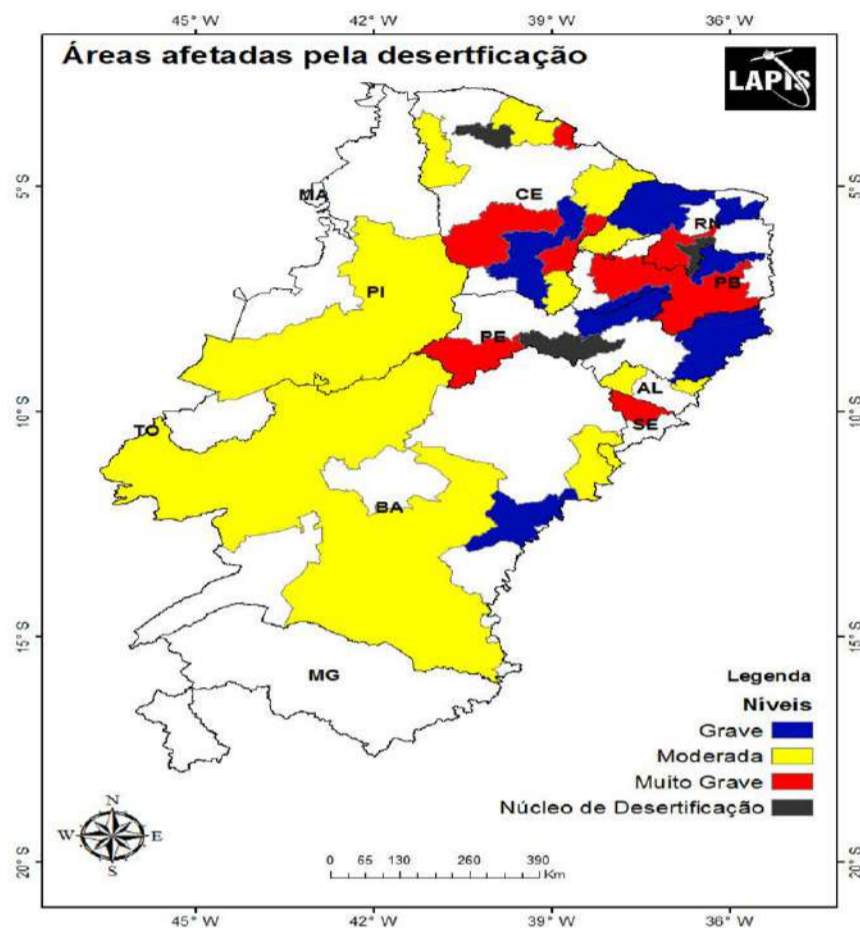 45° W 42° W 39° W 36° W
Áreas afetadas pela desertficação
LAPIS
5° S
5° S
MA
CE
RN
PI
PB
PE
AL
10° S
10° S
TO
SE
BA
15° S
15° S
MG
Legenda
Níveis
Grave
Moderada
Muito Grave
Núcleo de Desertificação
N
W E
S
0 65 130 260 390
Km
20° S
20° S
45° W 42° W 39° W 36° W